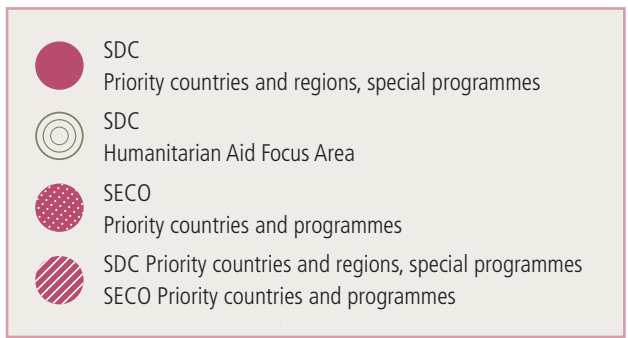 SDC
Priority countries and regions, special programmes
SDC
Humanitarian Aid Focus Area
SECO
Priority countries and programmes
SDC Priority countries and regions, special programmes
SECO Priority countries and programmes